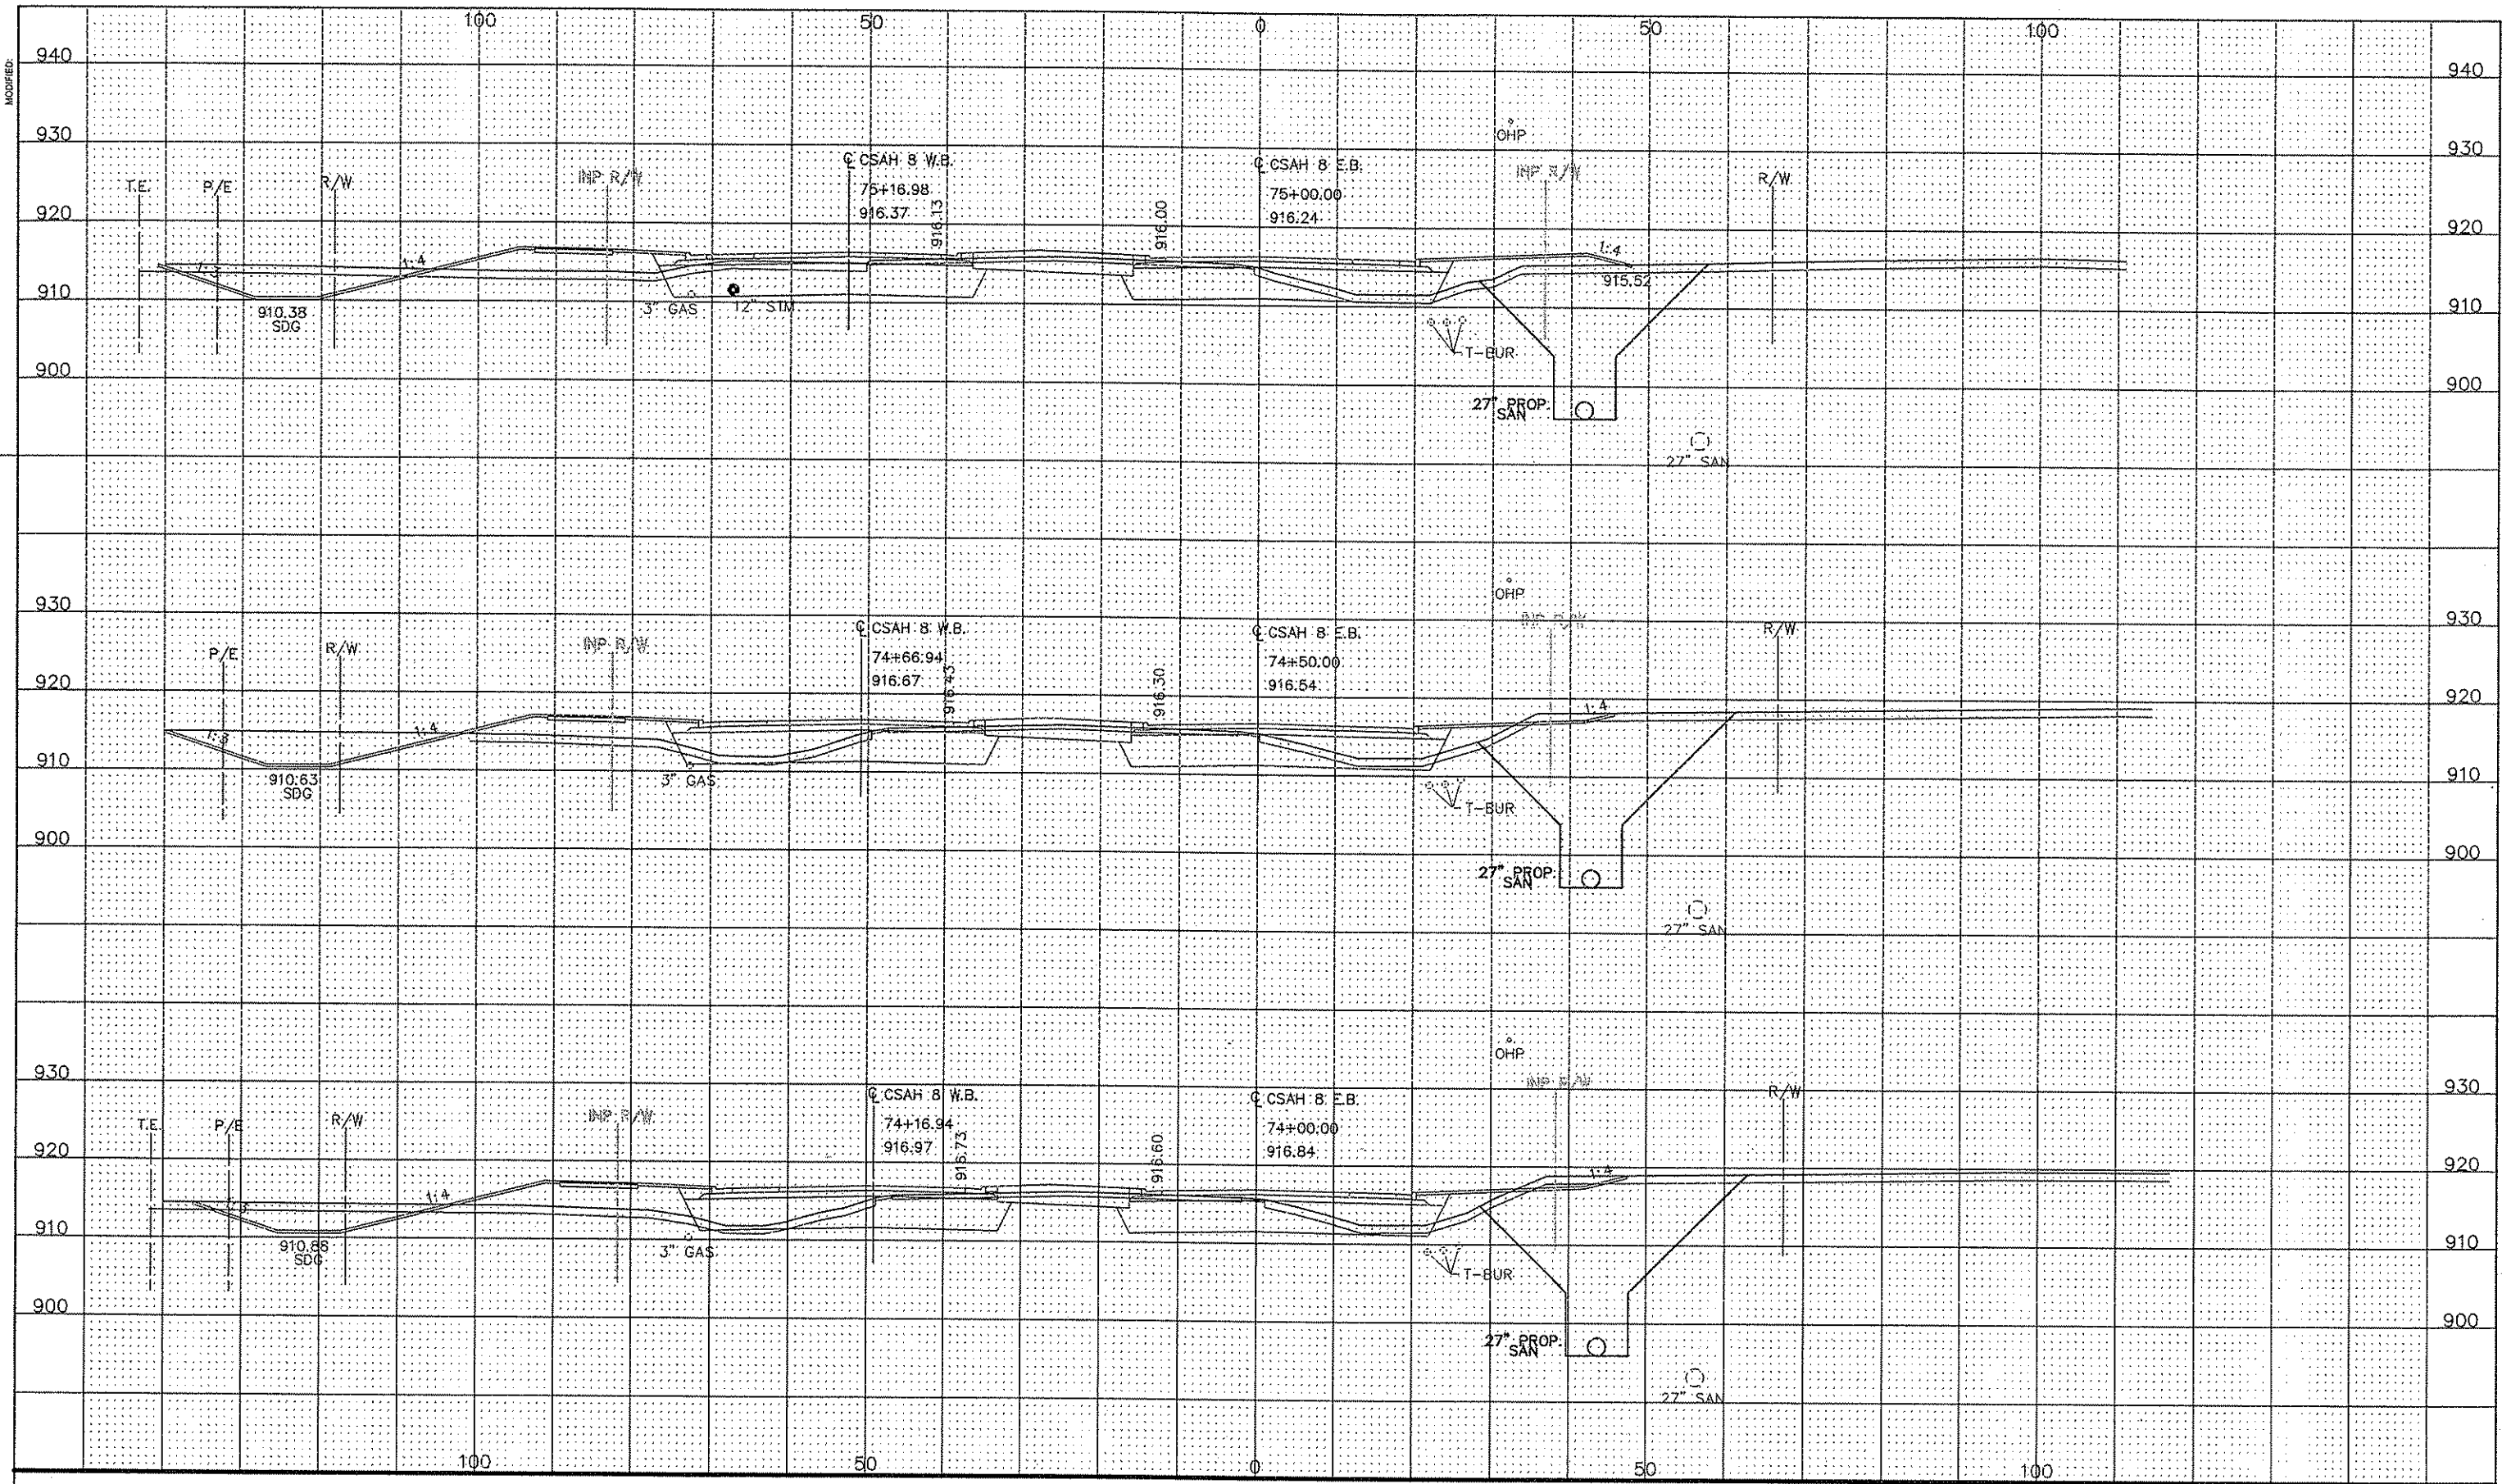 MODIFIED:
100 50 0 50 100
940 940
930 930
OHP
℄ CSAH 8 W.B.
75+16.98
916.37
916.13
916.00
℄ CSAH 8 E.B.
75+00.00
916.24
T.E. P/E R/W INP R/W INP R/W R/W
920 920
1:4 1:4
915.52
910 910
910.38
SDG
3" GAS 12" STM
T-BUR
900 900
27" PROP.
SAN
27" SAN
OHP
930 930
℄ CSAH 8 W.B.
74+66.94
916.67
916.43
916.30
℄ CSAH 8 E.B.
74+50.00
916.54
P/E R/W INP R/W INP R/W R/W
920 920
1:3 1:4 1:4
910 910
910.63
SDG
3" GAS
T-BUR
900 900
27" PROP.
SAN
27" SAN
OHP
930 930
℄ CSAH 8 W.B.
74+16.94
916.97
916.73
916.60
℄ CSAH 8 E.B.
74+00.00
916.84
T.E. P/E R/W INP R/W INP R/W R/W
920 920
1:4 1:4
910 910
910.88
SDG
3" GAS
T-BUR
900 900
27" PROP.
SAN
27" SAN
100 50 0 50 100